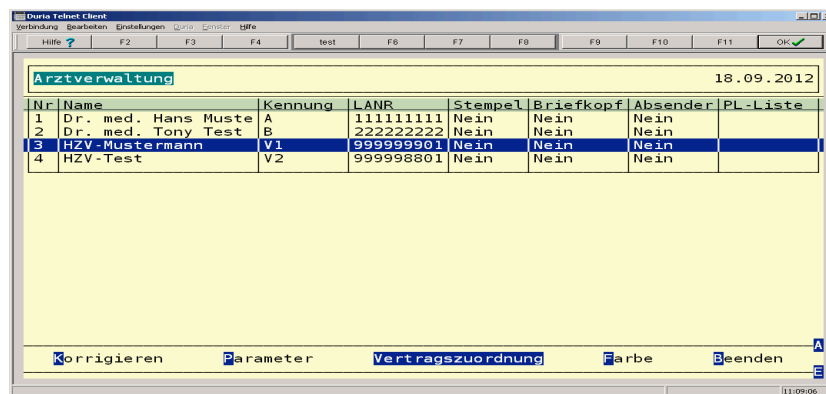 Duria Telnet Client
Verbindung Bearbeiten Einstellungen Duria Fenster Hilfe
Hilfe ? F2 F3 F4 test F6 F7 F8 F9 F10 F11 OK
Arztverwaltung 18.09.2012
Nr Name Kennung LANR Stempel Briefkopf Absender PL-Liste
1 Dr. med. Hans Muste A 111111111 Nein Nein Nein
2 Dr. med. Tony Test B 222222222 Nein Nein Nein
3 HZV-Mustermann V1 999999901 Nein Nein Nein
4 HZV-Test V2 999998801 Nein Nein Nein
A
Korrigieren Parameter Vertragszuordnung Farbe Beenden
E
11:09:06